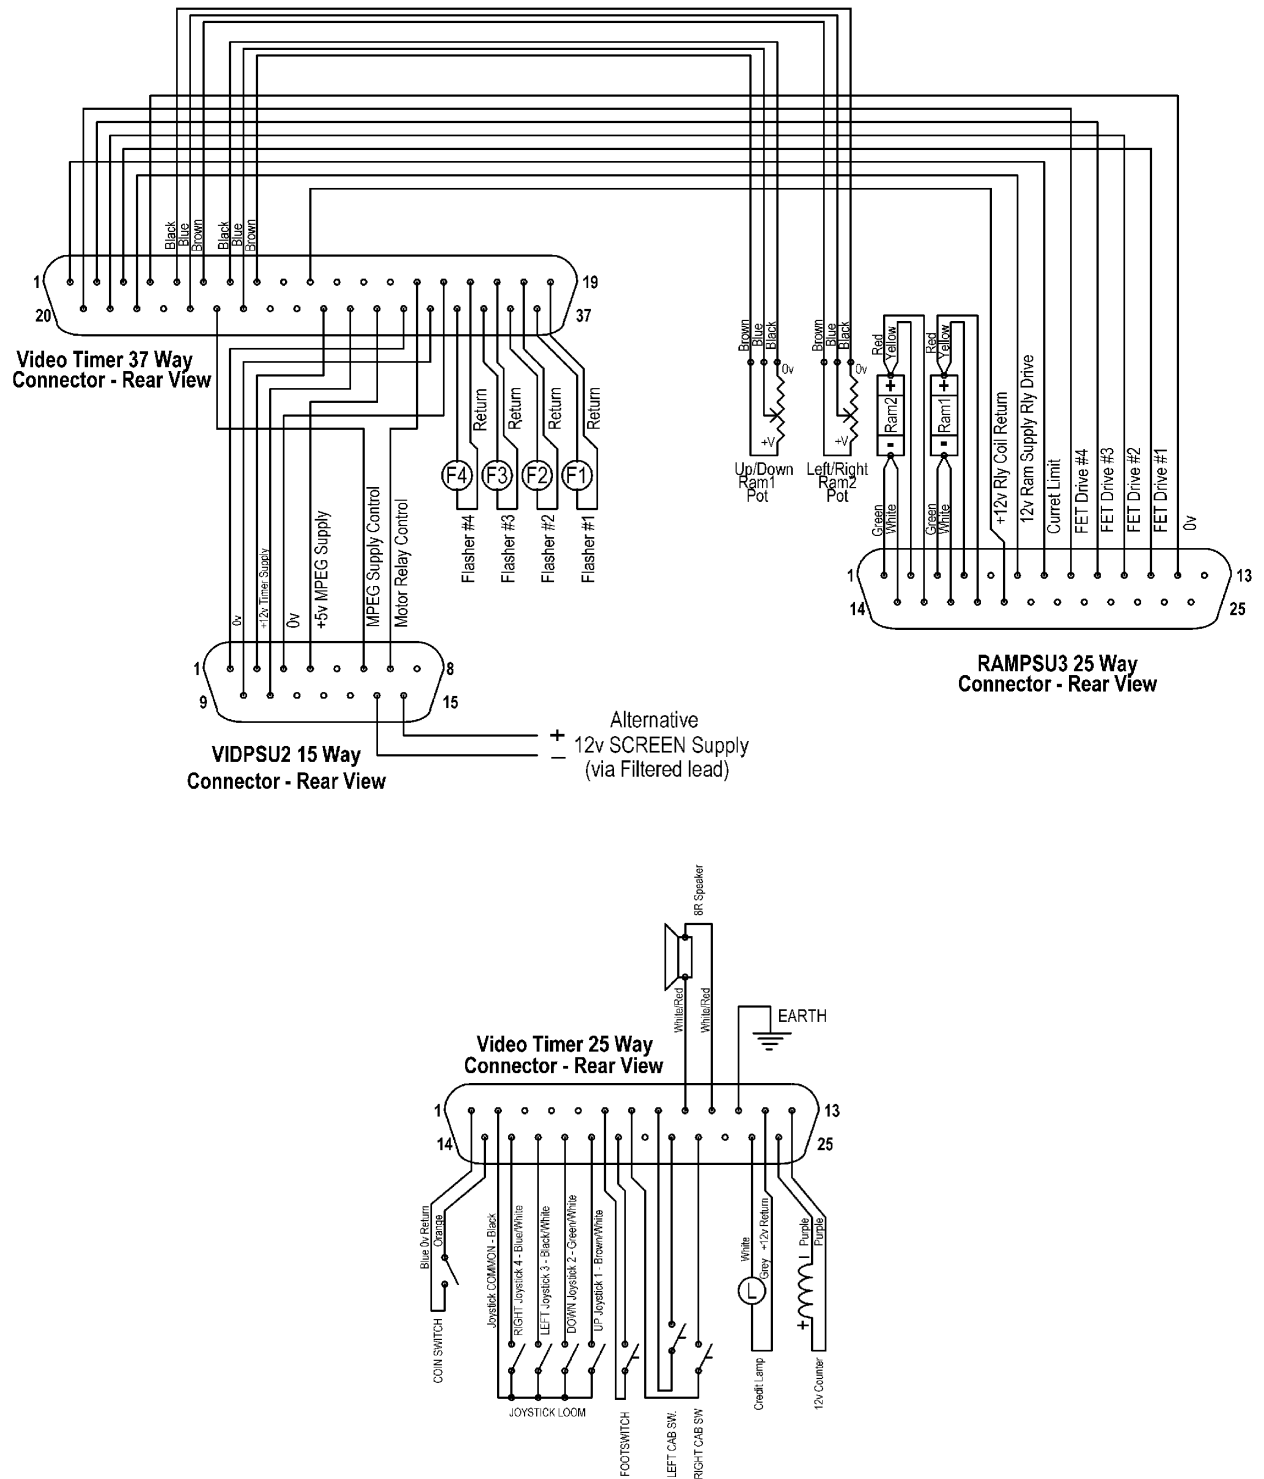 Black
Blue
Brown
Black
Blue
Brown
1
19
20
37
Video Timer 37 Way
Connector - Rear View
Return
Return
Return
Return
F4
F3
F2
F1
Flasher #4
Flasher #3
Flasher #2
Flasher #1
Brown
Blue
Black
Brown
Blue
Black
0v
0v
+V
+V
Up/Down
Ram1
Pot
Left/Right
Ram2
Pot
Red
Yellow
Red
Yellow
+
+
Ram2
Ram1
-
-
Green
White
Green
White
+12v Rly Coil Return
12v Ram Supply Rly Drive
Curret Limit
FET Drive #4
FET Drive #3
FET Drive #2
FET Drive #1
0v
1
13
14
25
RAMPSU3 25 Way
Connector - Rear View
0v
+12v Timer Supply
0v
+5v MPEG Supply
MPEG Supply Control
Motor Relay Control
1
8
9
15
VIDPSU2 15 Way
Connector - Rear View
+
−
Alternative
12v SCREEN Supply
(via Filtered lead)
8R Speaker
White/Red
White/Red
EARTH
Video Timer 25 Way
Connector - Rear View
1
13
14
25
Blue 0v Return
Orange
COIN SWITCH
Joystick COMMON - Black
RIGHT Joystick 4 - Blue/White
LEFT Joystick 3 - Black/White
DOWN Joystick 2 - Green/White
UP Joystick 1 - Brown/White
JOYSTICK LOOM
FOOTSWITCH
LEFT CAB SW.
RIGHT CAB SW
White
Grey +12v Return
L
Credit Lamp
Purple
Purple
−
+
12v Counter